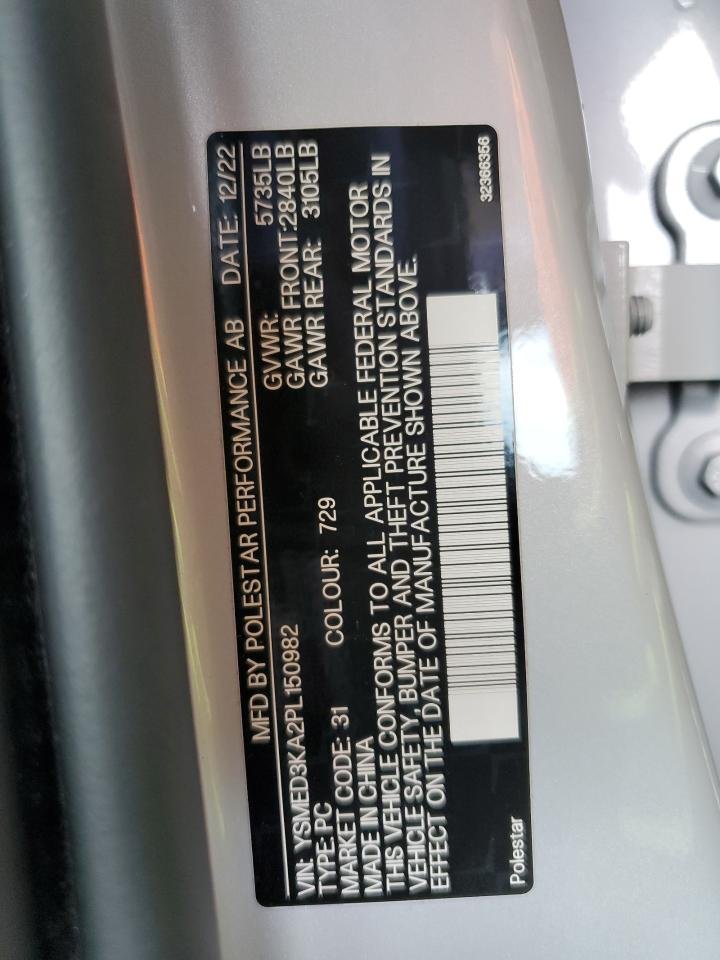 MFD BY POLESTAR PERFORMANCE AB DATE: 12/22
GVWR: 5735LB
GAWR FRONT:2840LB
GAWR REAR: 3105LB
VIN: YSMED3KA2PL150982
TYPE: PC
MARKET CODE: 31 COLOUR: 729
MADE IN CHINA
THIS VEHICLE CONFORMS TO ALL APPLICABLE FEDERAL MOTOR
VEHICLE SAFETY, BUMPER AND THEFT PREVENTION STANDARDS IN
EFFECT ON THE DATE OF MANUFACTURE SHOWN ABOVE.
Polestar
32366356